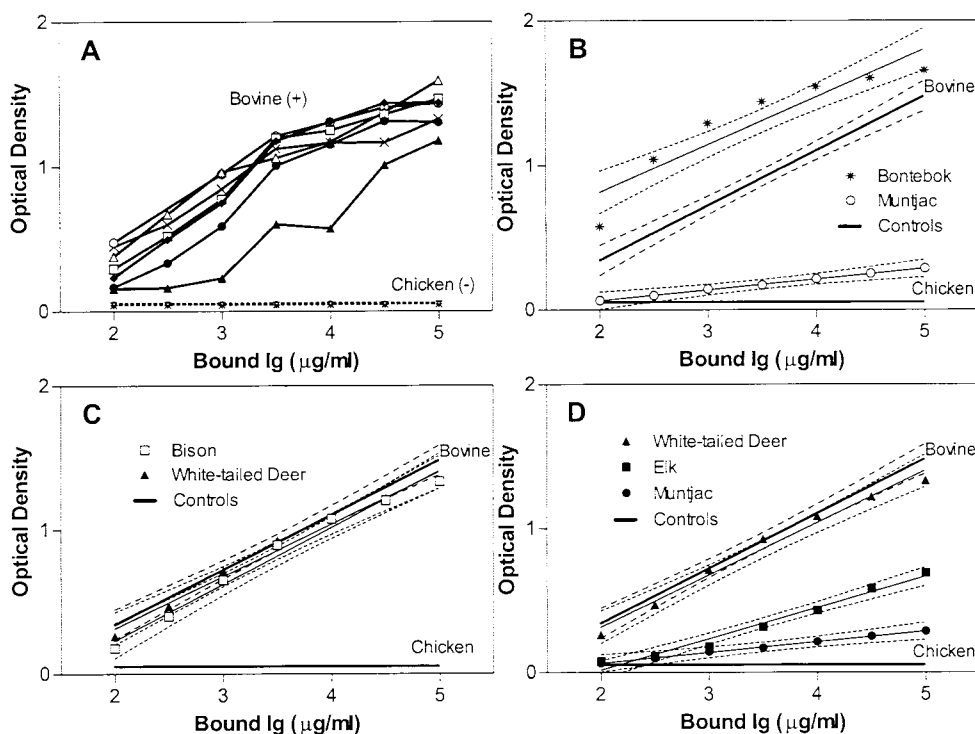 A
Optical Density
2
1
0
Bovine (+)
Chicken (-)
2 3 4 5
Bound Ig (μg/ml)
B
Optical Density
2
1
0
Bovine
Bontebok
Muntjac
Controls
Chicken
2 3 4 5
Bound Ig (μg/ml)
C
Optical Density
2
1
0
Bison
White-tailed Deer
Controls
Bovine
Chicken
2 3 4 5
Bound Ig (μg/ml)
D
Optical Density
2
1
0
White-tailed Deer
Elk
Muntjac
Controls
Bovine
Chicken
2 3 4 5
Bound Ig (μg/ml)